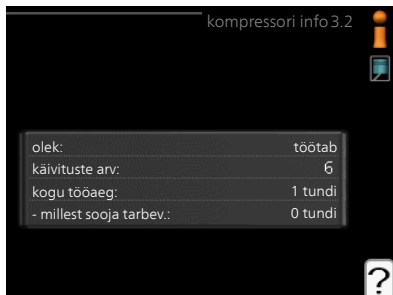 kompressori info 3.2
olek: töötab
käivituste arv: 6
kogu tööaeg: 1 tundi
- millest sooja tarbev.: 0 tundi
?